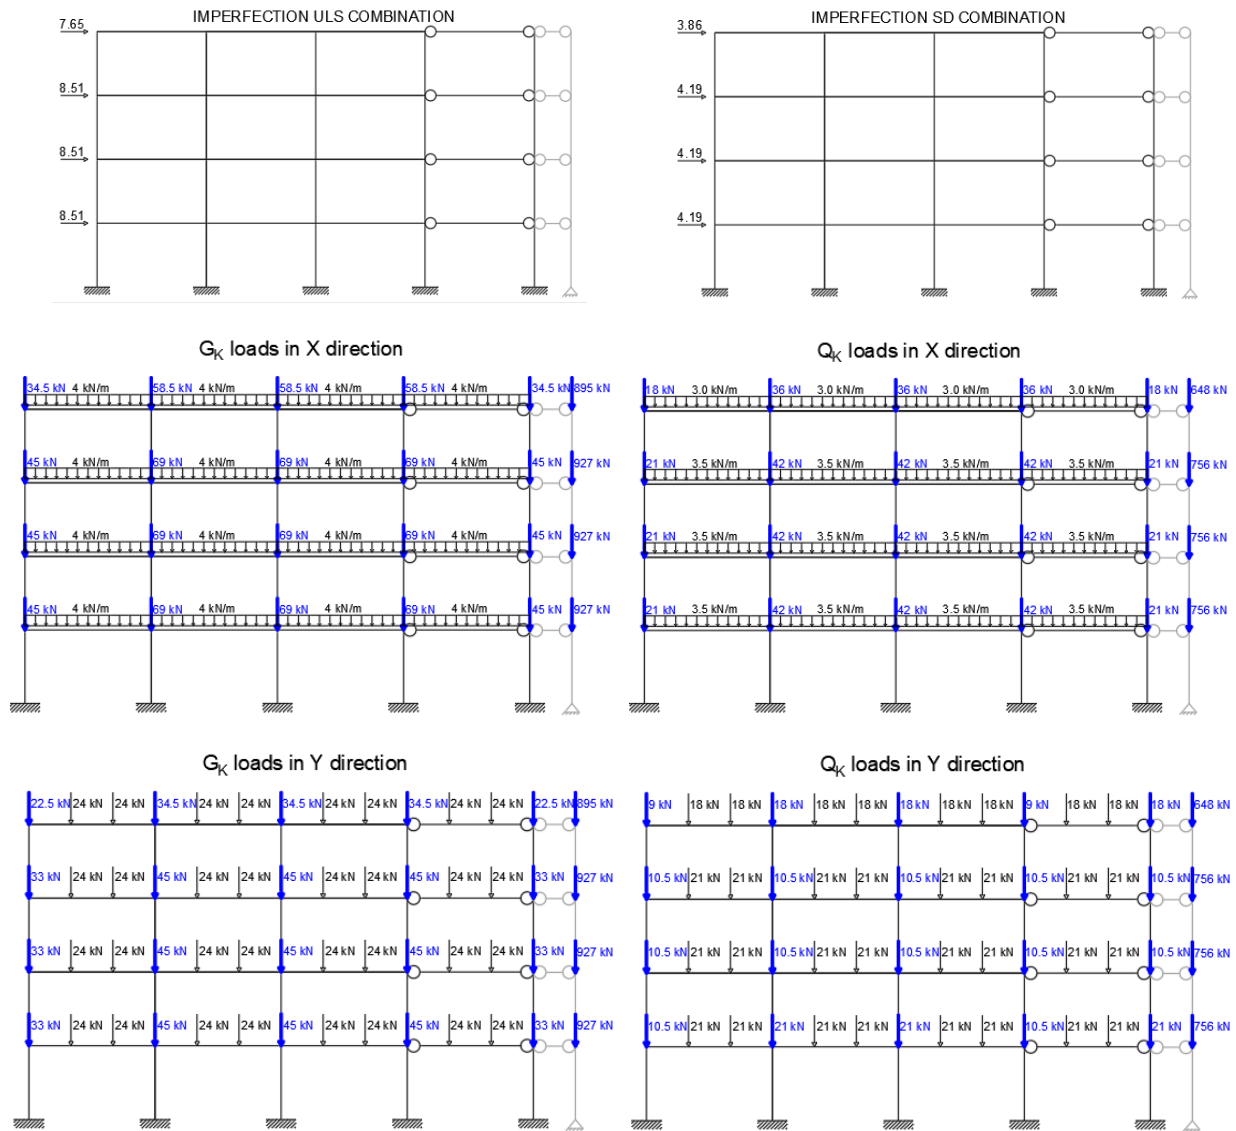 IMPERFECTION ULS COMBINATION
7.65
8.51
8.51
8.51
IMPERFECTION SD COMBINATION
3.86
4.19
4.19
4.19
GK loads in X direction
34.5 kN 4 kN/m 58.5 kN 4 kN/m 58.5 kN 4 kN/m 58.5 kN 4 kN/m 34.5 kN 895 kN
45 kN 4 kN/m 69 kN 4 kN/m 69 kN 4 kN/m 69 kN 4 kN/m 45 kN 927 kN
45 kN 4 kN/m 69 kN 4 kN/m 69 kN 4 kN/m 69 kN 4 kN/m 45 kN 927 kN
45 kN 4 kN/m 69 kN 4 kN/m 69 kN 4 kN/m 69 kN 4 kN/m 45 kN 927 kN
QK loads in X direction
18 kN 3.0 kN/m 36 kN 3.0 kN/m 36 kN 3.0 kN/m 36 kN 3.0 kN/m 18 kN 648 kN
21 kN 3.5 kN/m 42 kN 3.5 kN/m 42 kN 3.5 kN/m 42 kN 3.5 kN/m 21 kN 756 kN
21 kN 3.5 kN/m 42 kN 3.5 kN/m 42 kN 3.5 kN/m 42 kN 3.5 kN/m 21 kN 756 kN
21 kN 3.5 kN/m 42 kN 3.5 kN/m 42 kN 3.5 kN/m 42 kN 3.5 kN/m 21 kN 756 kN
GK loads in Y direction
22.5 kN 24 kN 24 kN 34.5 kN 24 kN 24 kN 34.5 kN 24 kN 24 kN 34.5 kN 24 kN 24 kN 22.5 kN 895 kN
33 kN 24 kN 24 kN 45 kN 24 kN 24 kN 45 kN 24 kN 24 kN 45 kN 24 kN 24 kN 33 kN 927 kN
33 kN 24 kN 24 kN 45 kN 24 kN 24 kN 45 kN 24 kN 24 kN 45 kN 24 kN 24 kN 33 kN 927 kN
33 kN 24 kN 24 kN 45 kN 24 kN 24 kN 45 kN 24 kN 24 kN 45 kN 24 kN 24 kN 33 kN 927 kN
QK loads in Y direction
9 kN 18 kN 18 kN 18 kN 18 kN 18 kN 18 kN 18 kN 18 kN 9 kN 18 kN 18 kN 18 kN 648 kN
10.5 kN 21 kN 21 kN 10.5 kN 21 kN 21 kN 10.5 kN 21 kN 21 kN 10.5 kN 21 kN 21 kN 10.5 kN 756 kN
10.5 kN 21 kN 21 kN 10.5 kN 21 kN 21 kN 10.5 kN 21 kN 21 kN 10.5 kN 21 kN 21 kN 10.5 kN 756 kN
10.5 kN 21 kN 21 kN 21 kN 21 kN 21 kN 21 kN 21 kN 21 kN 10.5 kN 21 kN 21 kN 21 kN 756 kN